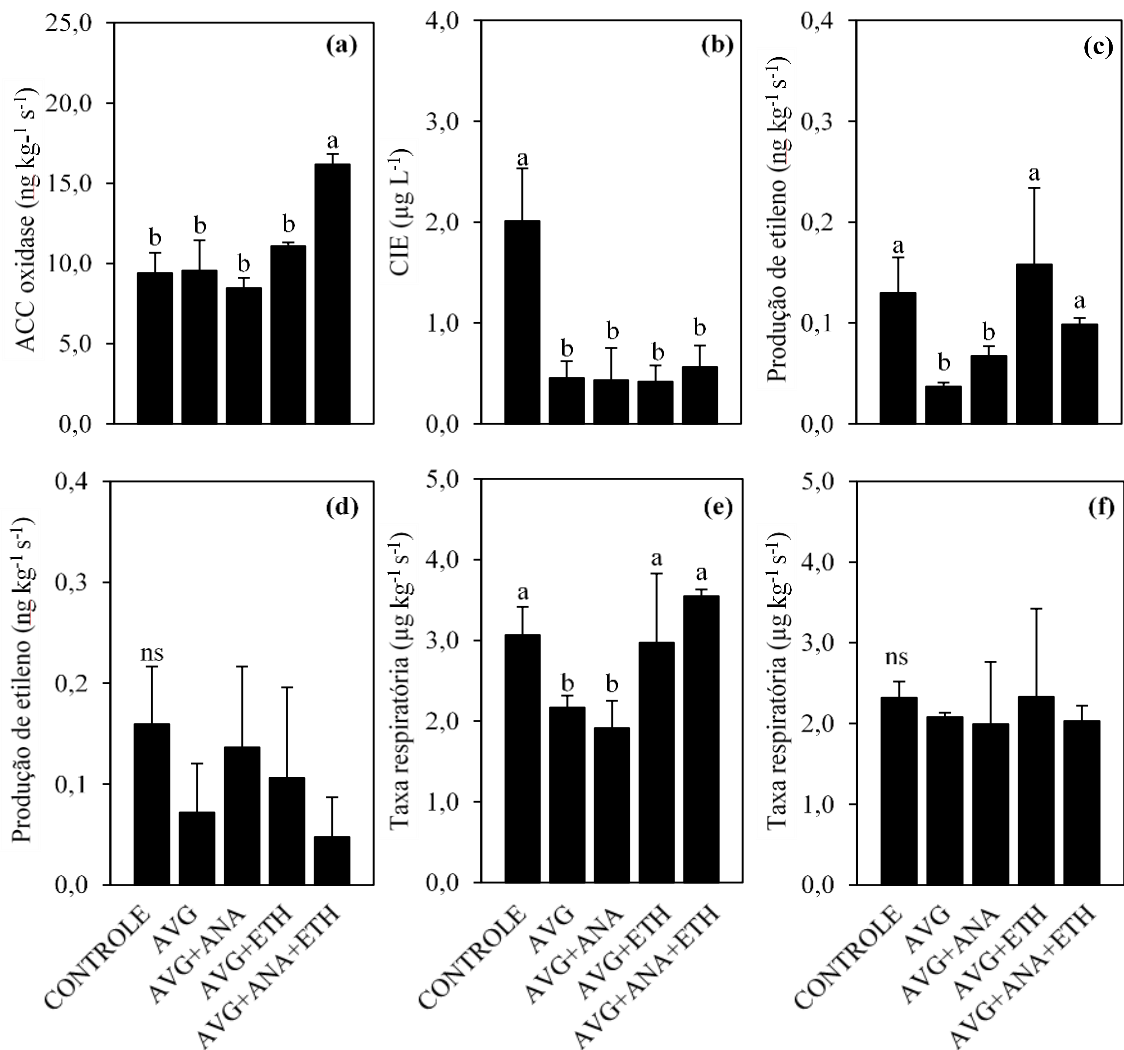 (a)
ACC oxidase (ng kg-¹ s⁻¹)
25,0
20,0
15,0
10,0
5,0
0,0
b
b
b
b
a
(b)
CIE (µg L⁻¹)
4,0
3,0
2,0
1,0
0,0
a
b
b
b
b
(c)
Produção de etileno (ng kg⁻¹ s⁻¹)
0,4
0,3
0,2
0,1
0,0
a
b
b
a
a
(d)
Produção de etileno (ng kg⁻¹ s⁻¹)
0,4
0,3
0,2
0,1
0,0
ns
CONTROLE
AVG
AVG+ANA
AVG+ETH
AVG+ANA+ETH
(e)
Taxa respiratória (µg kg⁻¹ s⁻¹)
5,0
4,0
3,0
2,0
1,0
0,0
a
b
b
a
a
CONTROLE
AVG
AVG+ANA
AVG+ETH
AVG+ANA+ETH
(f)
Taxa respiratória (µg kg⁻¹ s⁻¹)
5,0
4,0
3,0
2,0
1,0
0,0
ns
CONTROLE
AVG
AVG+ANA
AVG+ETH
AVG+ANA+ETH